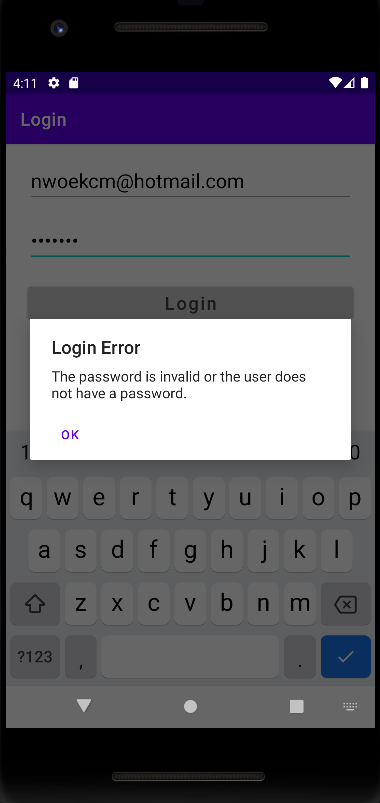 4:11
Login
nwoekcm@hotmail.com
•••••••
Login
Login Error
The password is invalid or the user does
not have a password.
OK
1 0
q w e r t y u i o p
a s d f g h j k l
z x c v b n m
?123 , .